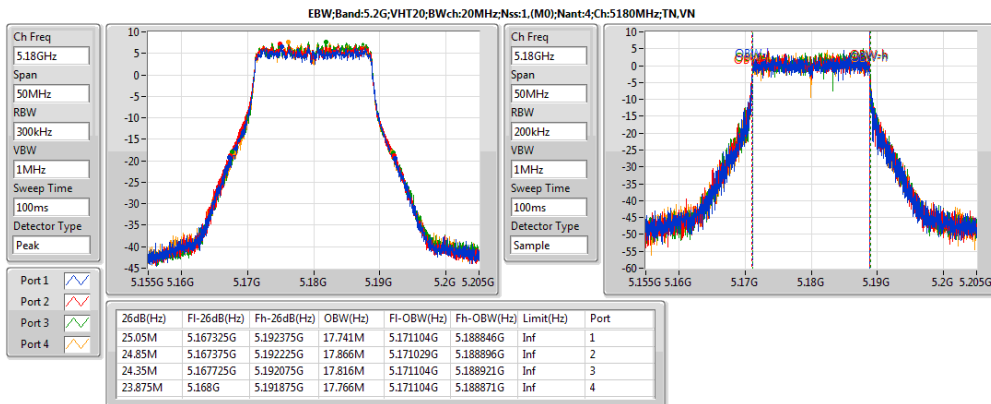 EBW;Band:5.2G;VHT20;BWch:20MHz;Nss:1,(M0);Nant:4;Ch:5180MHz;TN,VN
Ch Freq
5.18GHz
Span
50MHz
RBW
300kHz
VBW
1MHz
Sweep Time
100ms
Detector Type
Peak
10
5
0
-5
-10
-15
-20
-25
-30
-35
-40
-45
5.155G 5.16G 5.17G 5.18G 5.19G 5.2G 5.205G
Ch Freq
5.18GHz
Span
50MHz
RBW
200kHz
VBW
1MHz
Sweep Time
100ms
Detector Type
Sample
10
5
0
-5
-10
-15
-20
-25
-30
-35
-40
-45
-50
-55
-60
OBW
OBW-h
5.155G 5.16G 5.17G 5.18G 5.19G 5.2G 5.205G
Port 1
Port 2
Port 3
Port 4
26dB(Hz) Fl-26dB(Hz) Fh-26dB(Hz) OBW(Hz) Fl-OBW(Hz) Fh-OBW(Hz) Limit(Hz) Port
25.05M 5.167325G 5.192375G 17.741M 5.171104G 5.188846G Inf 1
24.85M 5.167375G 5.192225G 17.866M 5.171029G 5.188896G Inf 2
24.35M 5.167725G 5.192075G 17.816M 5.171104G 5.188921G Inf 3
23.875M 5.168G 5.191875G 17.766M 5.171104G 5.188871G Inf 4